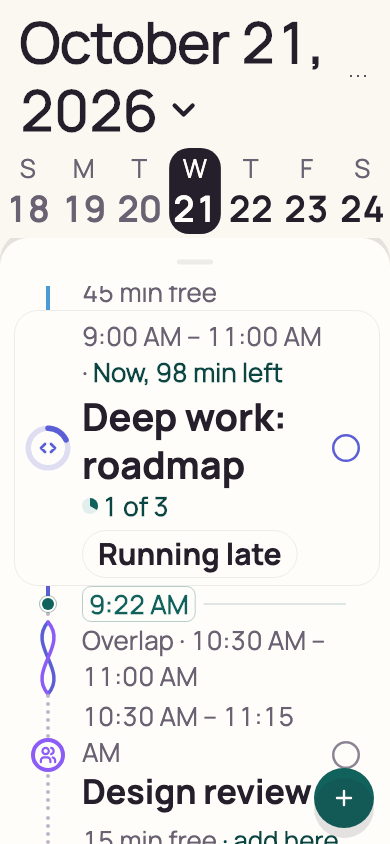 October 21,
...
2026
S M T W T F S
18 19 20 21 22 23 24
45 min free
9:00 AM – 11:00 AM
· Now, 98 min left
Deep work:
roadmap
1 of 3
Running late
9:22 AM
Overlap · 10:30 AM –
11:00 AM
10:30 AM – 11:15
AM
Design review
+
15 min free · add here